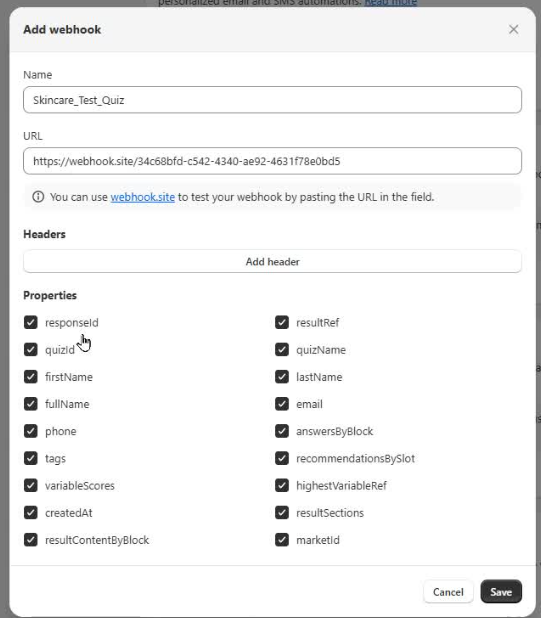 personalized email and SMS automations. Read more
Add webhook
Name
Skincare_Test_Quiz
URL
https://webhook.site/34c68bfd-c542-4340-ae92-4631f78e0bd5
You can use webhook.site to test your webhook by pasting the URL in the field.
Headers
Add header
Properties
responseId resultRef
quizId quizName
firstName lastName
fullName email
phone answersByBlock
tags recommendationsBySlot
variableScores highestVariableRef
createdAt resultSections
resultContentByBlock marketId
Cancel Save